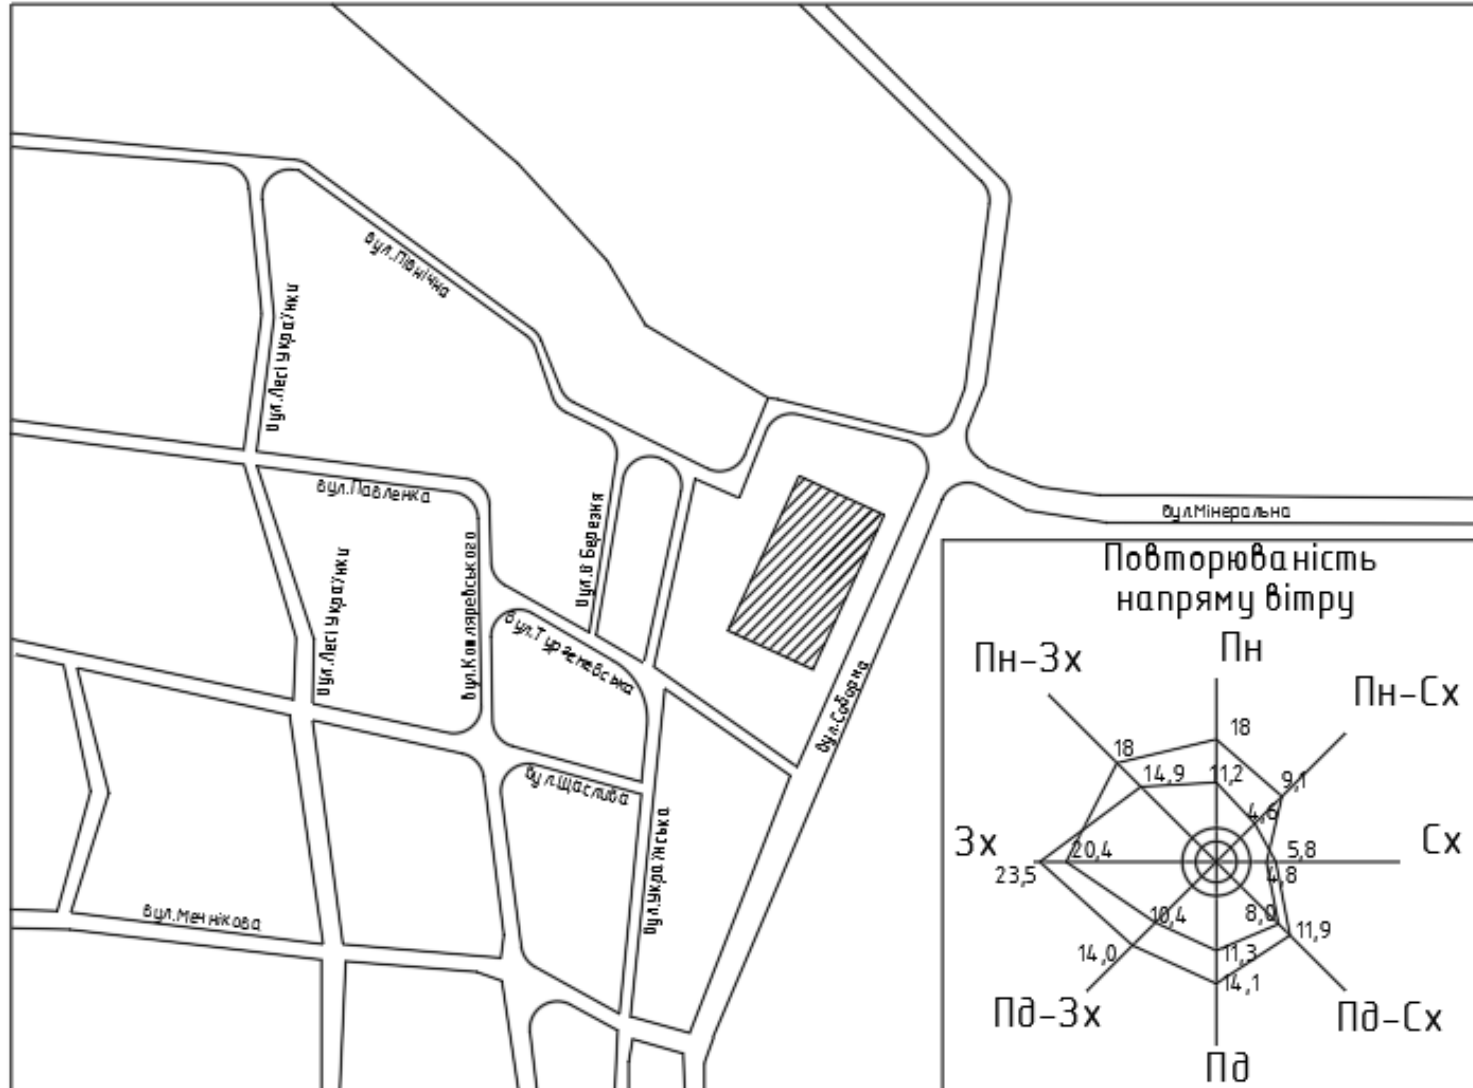 вул.Північна
вул.Лесі Українки
вул.Павленка
вул.8 Березня
вул.Мінеральна
вул.Лесі Українки
вул.Котляревського
вул.Тургенєвська
вул.Соборна
вул.Щаслива
вул.Українська
вул.Мечнікова
Повторюваність
напряму вітру
Пн-Зх
Пн
Пн-Сх
18
18
14,9
11,2
9,1
4,6
Зх
20,4
5,8
Сх
23,5
4,8
10,4
8,0
11,9
14,0
11,3
14,1
Пд-Зх
Пд-Сх
Пд